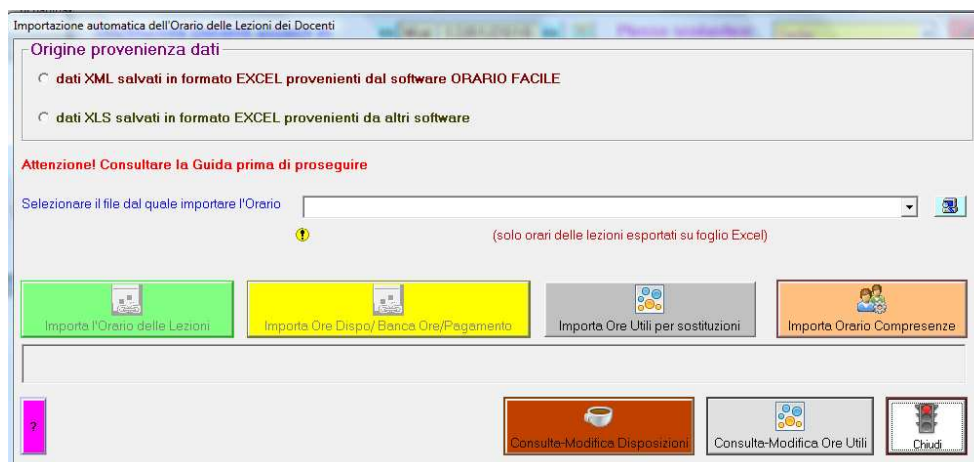 Importazione automatica dell'Orario delle Lezioni dei Docenti
Origine provenienza dati
dati XML salvati in formato EXCEL provenienti dal software ORARIO FACILE
dati XLS salvati in formato EXCEL provenienti da altri software
Attenzione! Consultare la Guida prima di proseguire
Selezionare il file dal quale importare l'Orario
(solo orari delle lezioni esportati su foglio Excel)
Importa l'Orario delle Lezioni
Importa Ore Dispo/ Banca Ore/Pagamento
Importa Ore Utili per sostituzioni
Importa Orario Compresenze
?
Consulta-Modifica Disposizioni
Consulta-Modifica Ore Utili
Chiudi